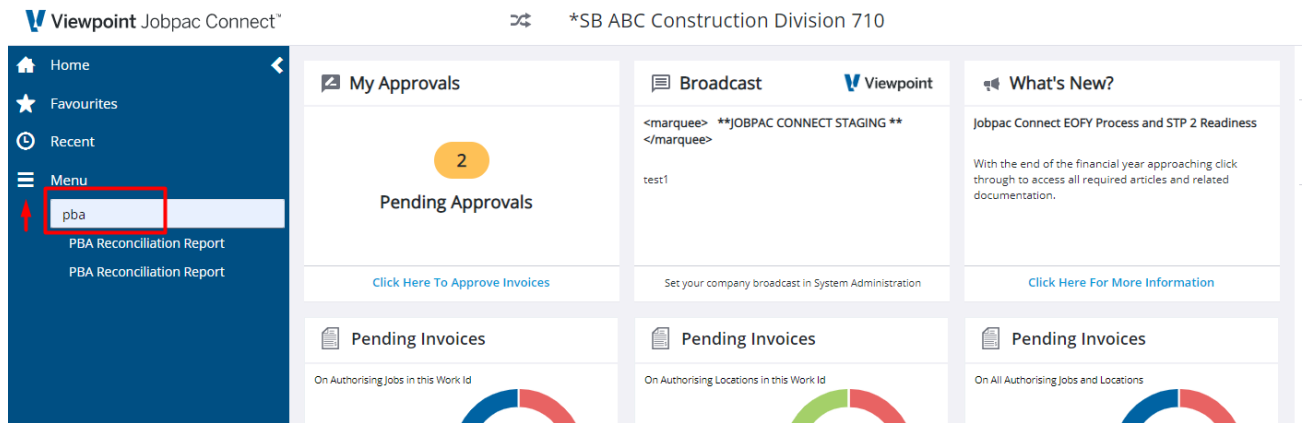 Viewpoint Jobpac Connect™
*SB ABC Construction Division 710
Home
Favourites
Recent
Menu
pba
PBA Reconciliation Report
PBA Reconciliation Report
My Approvals
2
Pending Approvals
Click Here To Approve Invoices
Broadcast
Viewpoint
<marquee> **JOBPAC CONNECT STAGING **
</marquee>
test1
Set your company broadcast in System Administration
What's New?
Jobpac Connect EOFY Process and STP 2 Readiness
With the end of the financial year approaching click
through to access all required articles and related
documentation.
Click Here For More Information
Pending Invoices
On Authorising Jobs in this Work Id
Pending Invoices
On Authorising Locations in this Work Id
Pending Invoices
On All Authorising Jobs and Locations